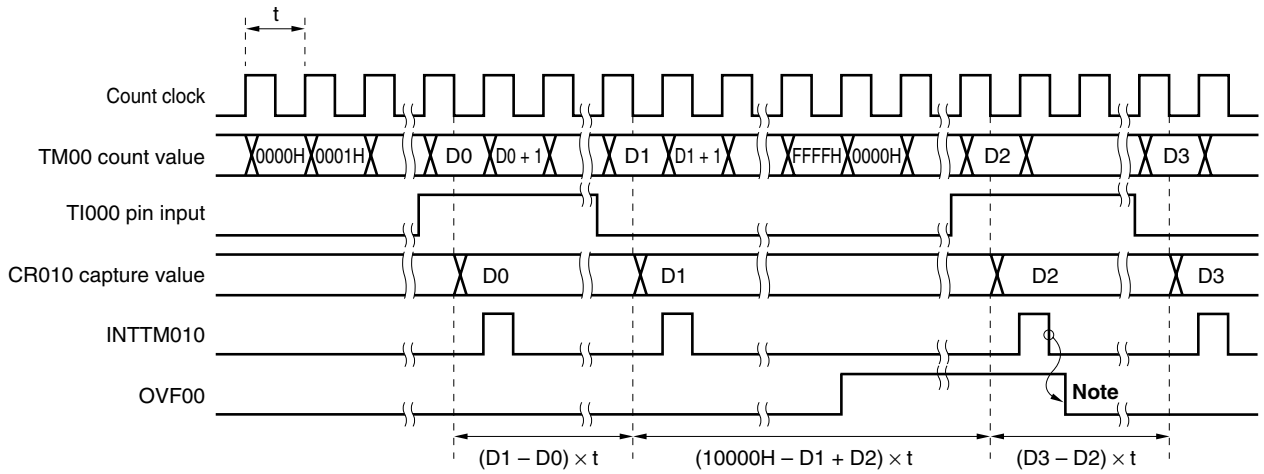 t
Count clock
TM00 count value 0000H 0001H D0 D0 + 1 D1 D1 + 1 FFFFH 0000H D2 D3
TI000 pin input
CR010 capture value D0 D1 D2 D3
INTTM010
OVF00 Note
(D1 – D0) × t (10000H – D1 + D2) × t (D3 – D2) × t